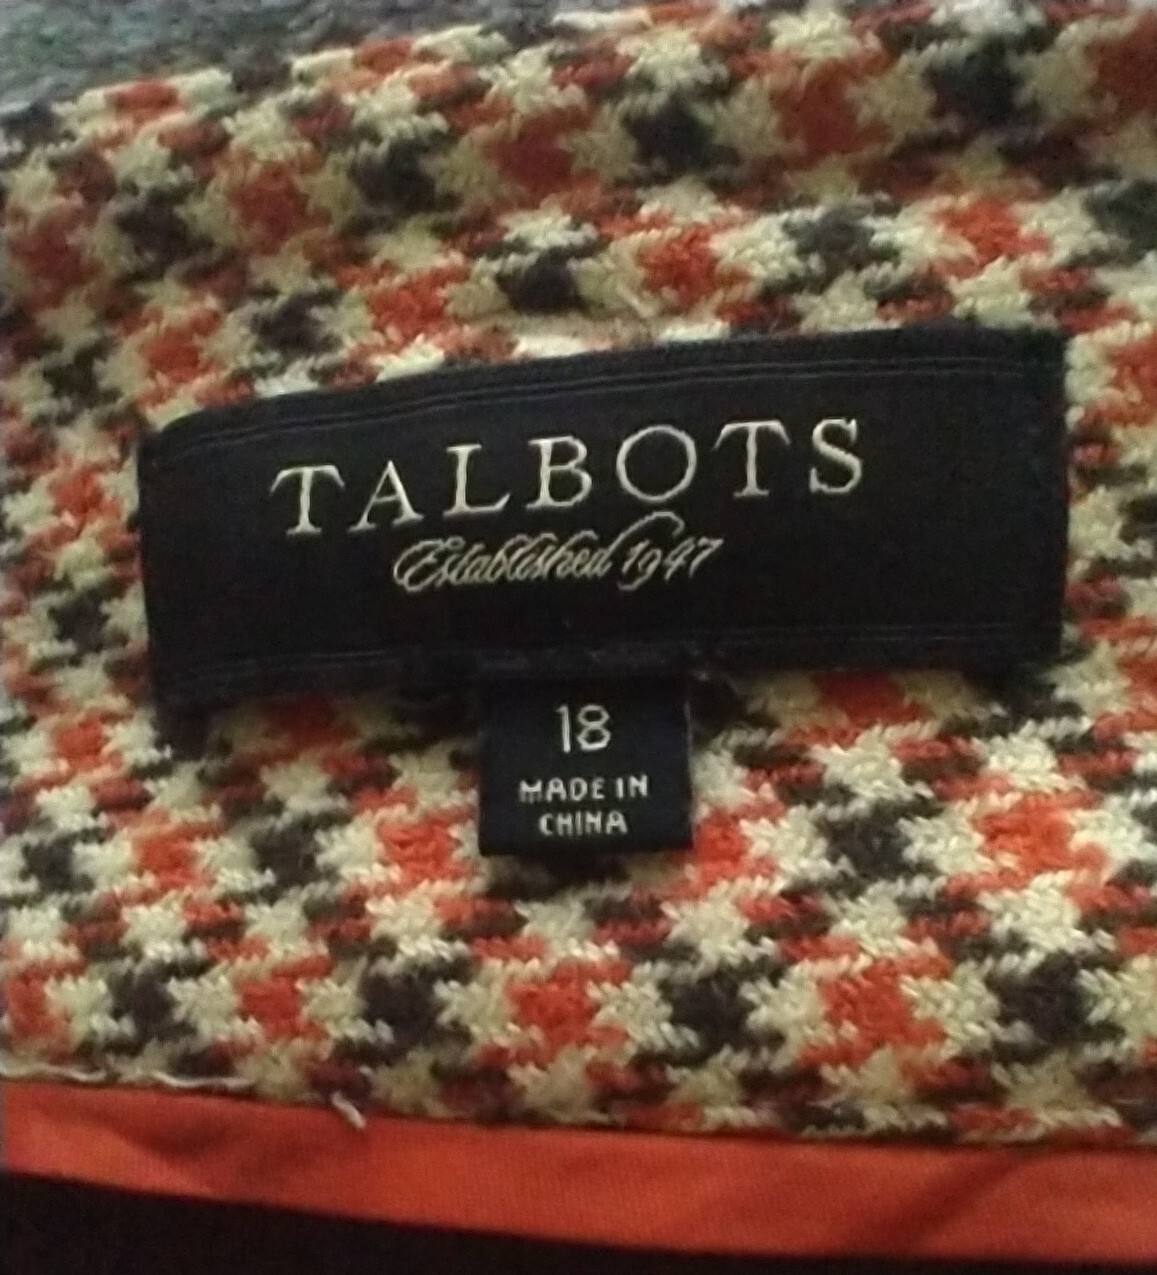 TALBOTS
Established 1947
18
MADE IN
CHINA